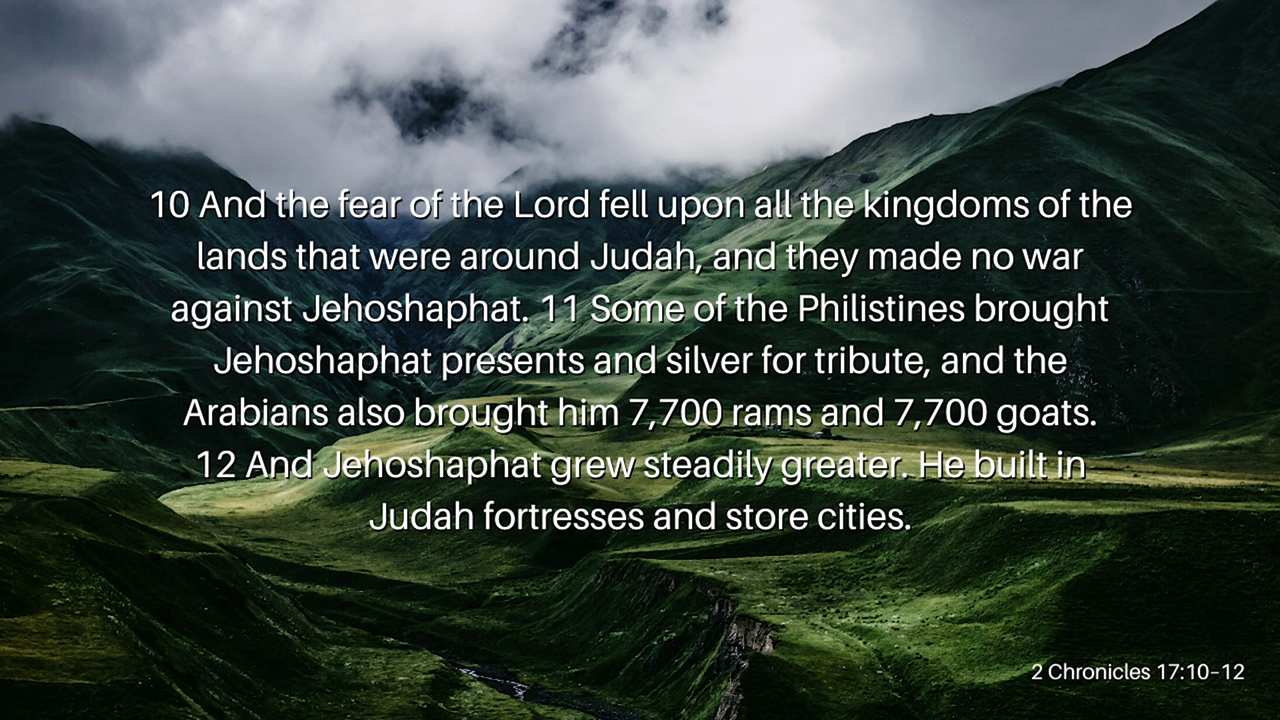 10 And the fear of the Lord fell upon all the kingdoms of the
lands that were around Judah, and they made no war
against Jehoshaphat. 11 Some of the Philistines brought
Jehoshaphat presents and silver for tribute, and the
Arabians also brought him 7,700 rams and 7,700 goats.
12 And Jehoshaphat grew steadily greater. He built in
Judah fortresses and store cities.
2 Chronicles 17:10–12